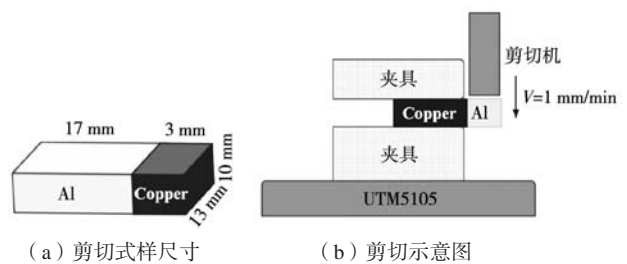 17 mm
3 mm
10 mm
13 mm
Al
Copper
(a)剪切式样尺寸
剪切机
夹具
V=1 mm/min
Copper
Al
夹具
UTM5105
(b)剪切示意图